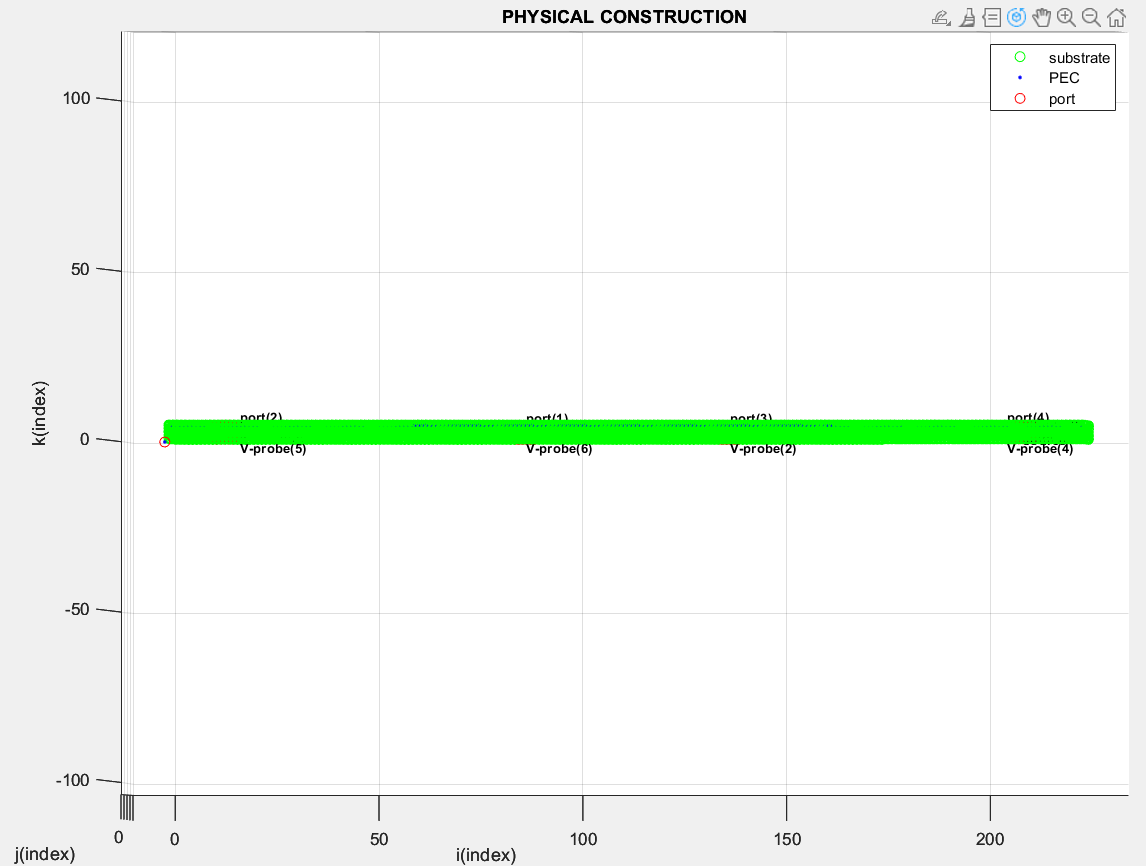 PHYSICAL CONSTRUCTION
substrate
PEC
port
100
50
0
-50
-100
k(index)
port(2)
port(1)
port(3)
port(4)
V-probe(5)
V-probe(6)
V-probe(2)
V-probe(4)
0
0
50
100
150
200
j(index)
i(index)